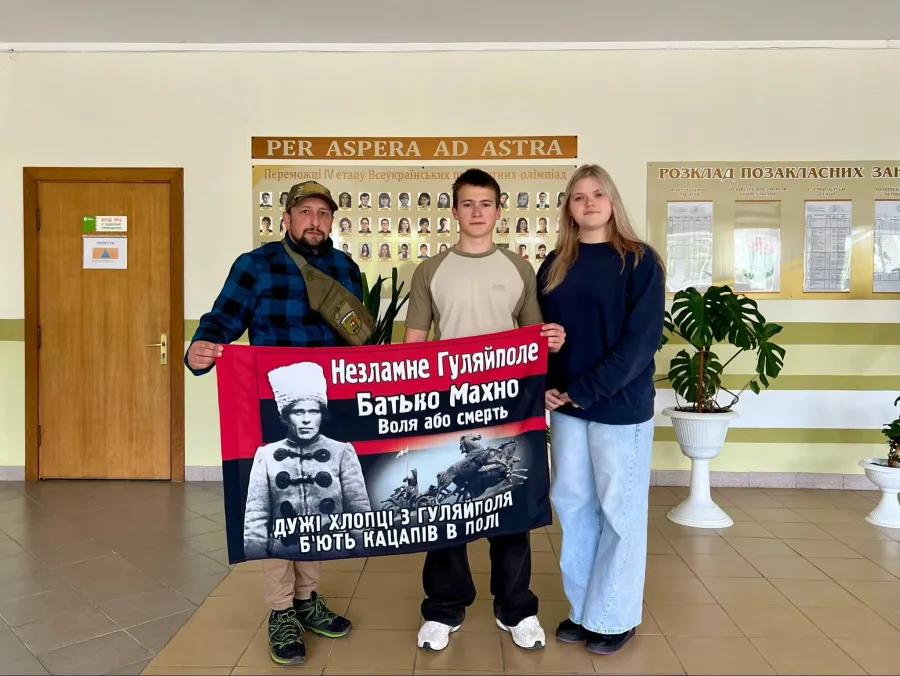 PER ASPERA AD ASTRA
Переможці IV етапу Всеукраїнських олімпіад
РОЗКЛАД ПОЗАКЛАСНИХ ЗАН
Незламне Гуляйполе
Батько Махно
Воля або смерть
ДУЖІ ХЛОПЦІ З ГУЛЯЙПОЛЯ
Б'ЮТЬ КАЦАПІВ В ПОЛІ